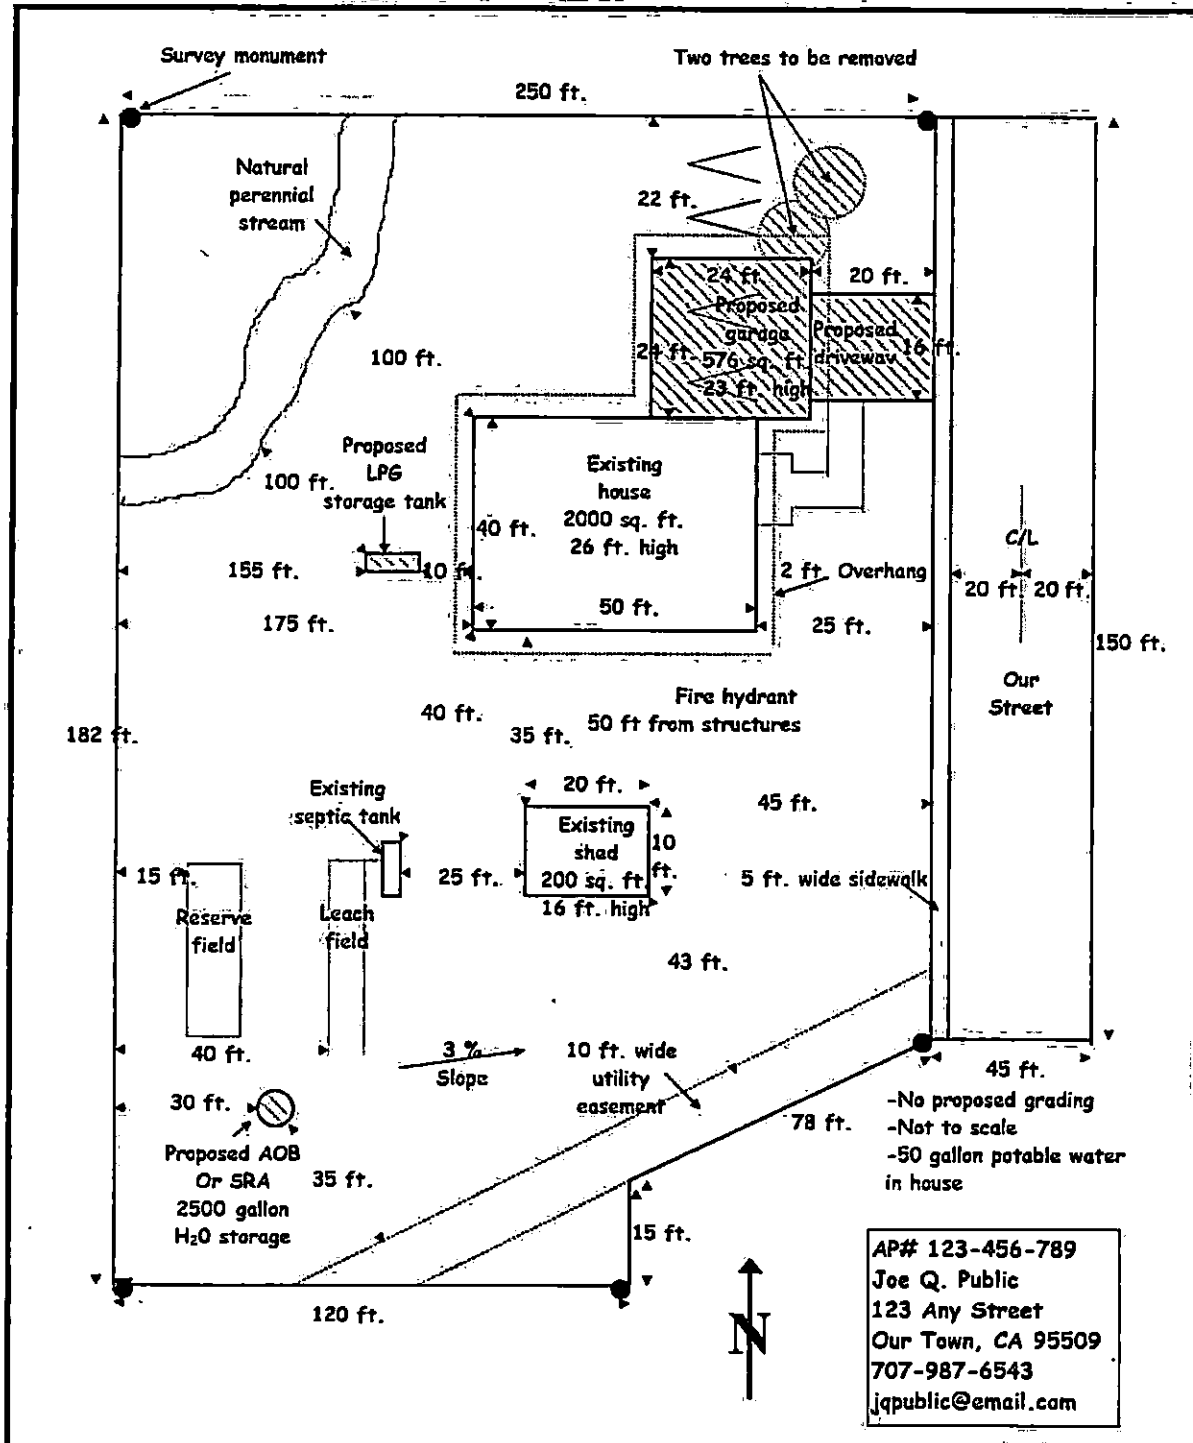 Survey monument
Two trees to be removed
250 ft.
Natural
perennial
stream
22 ft.
24 ft
20 ft.
Proposed
garage
24 ft.
576 sq. ft.
23 ft. high
Proposed
driveway
16 ft.
100 ft.
100 ft.
Proposed
LPG
storage tank
Existing
house
2000 sq. ft.
26 ft. high
40 ft.
C/L
155 ft.
10 ft.
2 ft. Overhang
20 ft.
20 ft.
50 ft.
175 ft.
25 ft.
150 ft.
Our
Street
Fire hydrant
50 ft from structures
40 ft.
35 ft.
182 ft.
Existing
septic tank
20 ft.
45 ft.
Existing
shed
200 sq. ft.
16 ft. high
10
ft.
15 ft.
25 ft.
5 ft. wide sidewalk
Reserve
field
Leach
field
43 ft.
40 ft.
3 %
Slope
10 ft. wide
utility
easement
45 ft.
30 ft.
78 ft.
-No proposed grading
-Not to scale
-50 gallon potable water
in house
Proposed AOB
Or SRA
2500 gallon
H₂O storage
35 ft.
15 ft.
120 ft.
N
AP# 123-456-789
Joe Q. Public
123 Any Street
Our Town, CA 95509
707-987-6543
jqpublic@email.com